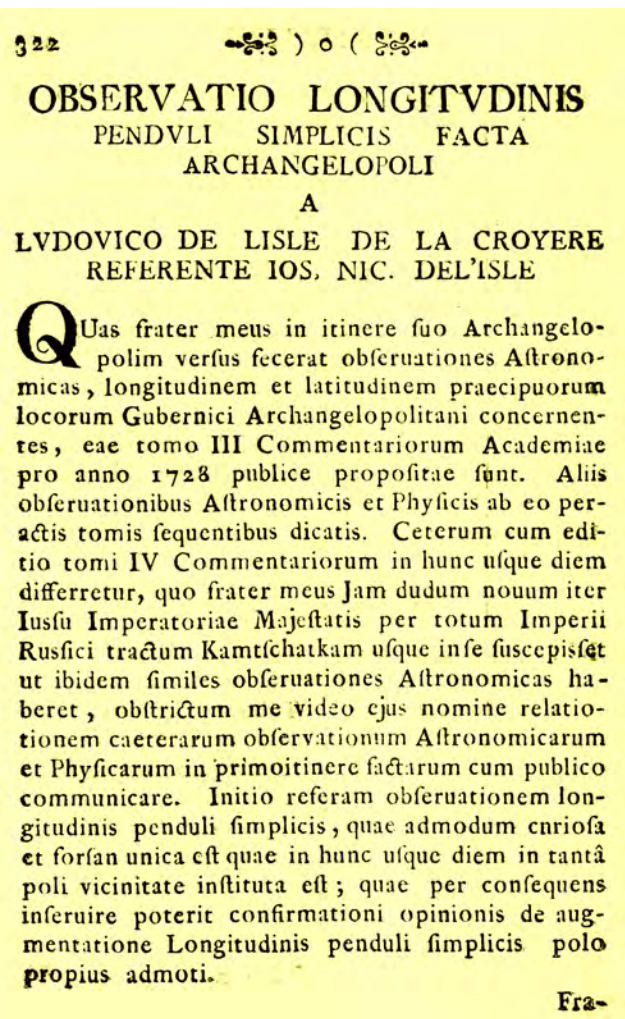 322 ) o (
OBSERVATIO LONGITVDINIS
PENDVLI SIMPLICIS FACTA
ARCHANGELOPOLI
A
LVDOVICO DE LISLE DE LA CROYERE
REFERENTE IOS. NIC. DEL'ISLE
QUas frater meus in itinere ſuo Archangelo-
polim verſus fecerat obſeruationes Aſtrono-
micas, longitudinem et latitudinem praecipuorum
locorum Gubernici Archangelopolitani concernen-
tes, eae tomo III Commentariorum Academiae
pro anno 1728 publice propoſitae ſunt. Aliis
obſeruationibus Aſtronomicis et Phyſicis ab eo per-
actis tomis ſequentibus dicatis. Ceterum cum edi-
tio tomi IV Commentariorum in hunc uſque diem
differretur, quo frater meus Jam dudum nouum iter
Iusſu Imperatoriae Majeſtatis per totum Imperii
Rusſici tractum Kamtſchatkam uſque inſe ſuscepisſet
ut ibidem ſimiles obſeruationes Aſtronomicas ha-
beret, obſtrictum me video ejus nomine relatio-
tionem caeterarum obſervationum Aſtronomicarum
et Phyſicarum in primoitinere factarum cum publico
communicare. Initio referam obſeruationem lon-
gitudinis penduli ſimplicis, quae admodum curioſa
et forſan unica eſt quae in hunc uſque diem in tantâ
poli vicinitate inſtituta eſt; quae per conſequens
inſeruire poterit confirmationi opinionis de aug-
mentatione Longitudinis penduli ſimplicis polo
propius admoti.
Fra-